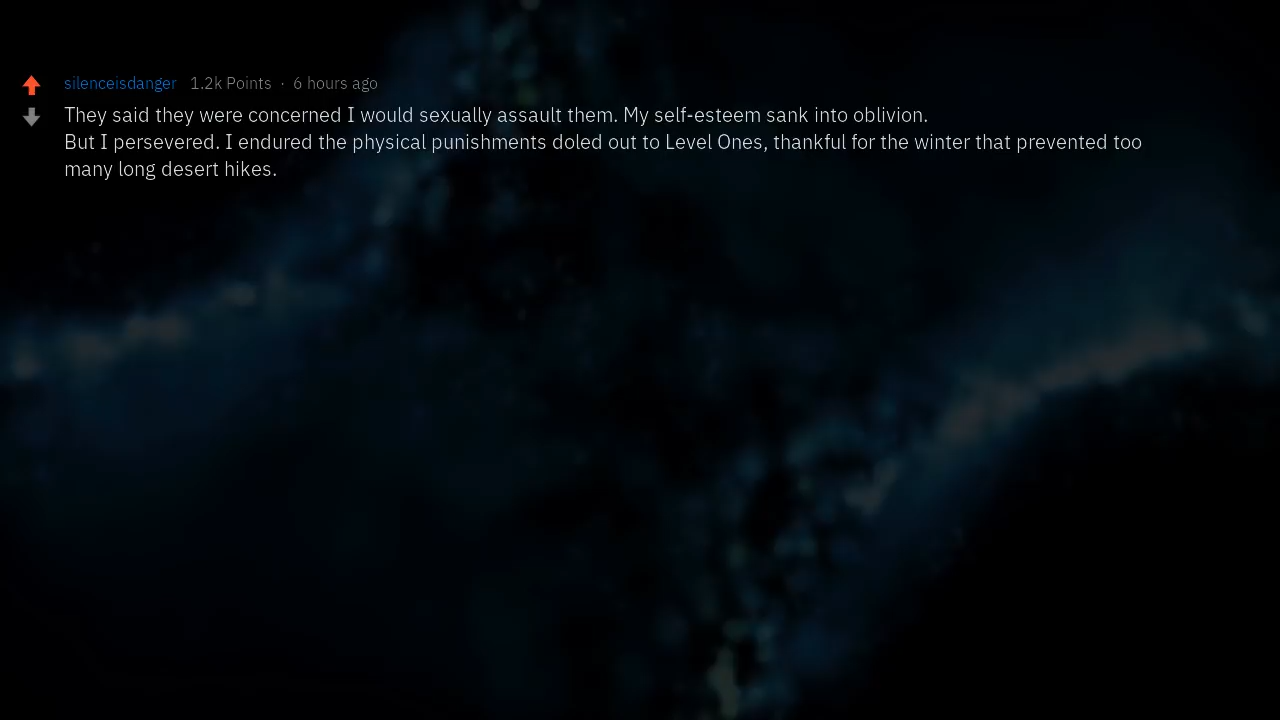 silenceisdanger 1.2k Points · 6 hours ago
They said they were concerned I would sexually assault them. My self-esteem sank into oblivion.
But I persevered. I endured the physical punishments doled out to Level Ones, thankful for the winter that prevented too
many long desert hikes.